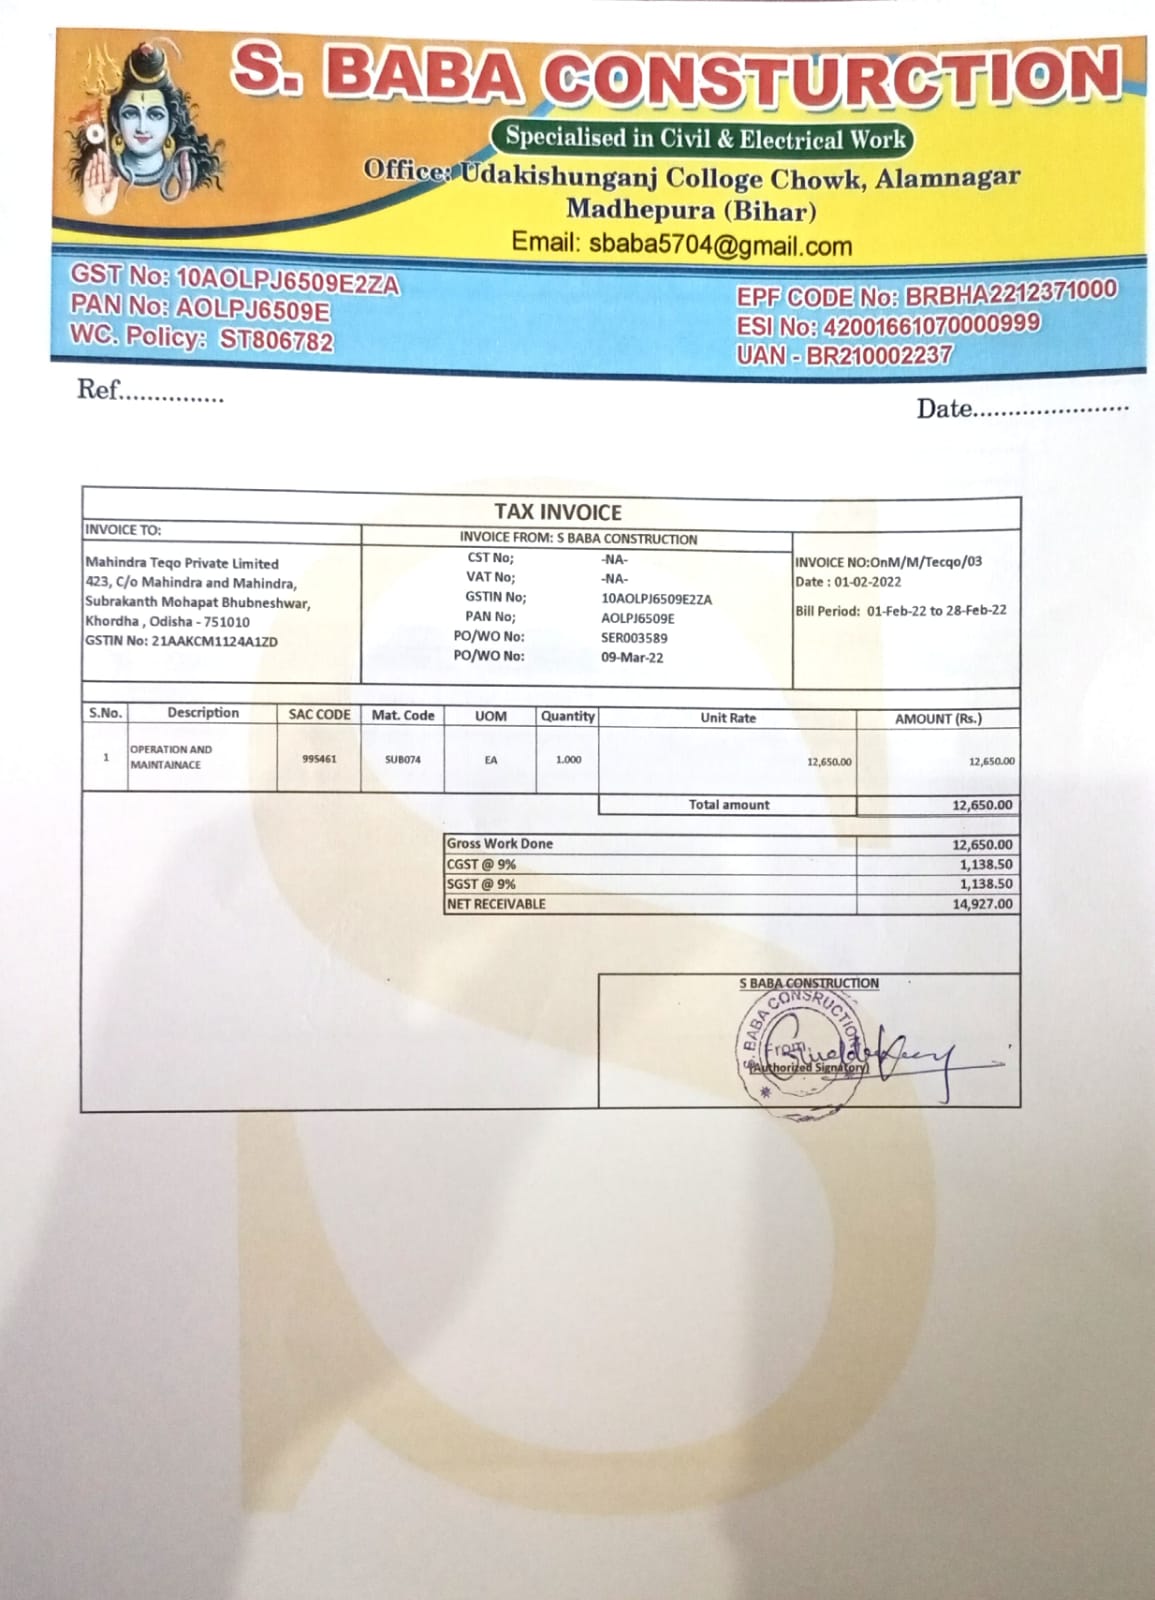 S. BABA CONSTURCTION
Specialised in Civil & Electrical Work
Office: Udakishunganj Colloge Chowk, Alamnagar
Madhepura (Bihar)
Email: sbaba5704@gmail.com
GST No: 10AOLPJ6509E2ZA
PAN No: AOLPJ6509E
WC. Policy: ST806782
EPF CODE No: BRBHA2212371000
ESI No: 42001661070000999
UAN - BR210002237
Ref...............
Date......................
TAX INVOICE
INVOICE TO:
Mahindra Teqo Private Limited
423, C/o Mahindra and Mahindra,
Subrakanth Mohapat Bhubneshwar,
Khordha , Odisha - 751010
GSTIN No: 21AAKCM1124A1ZD
INVOICE FROM: S BABA CONSTRUCTION
CST No; -NA-
VAT No; -NA-
GSTIN No; 10AOLPJ6509E2ZA
PAN No; AOLPJ6509E
PO/WO No: SER003589
PO/WO No: 09-Mar-22
INVOICE NO:OnM/M/Tecqo/03
Date : 01-02-2022
Bill Period: 01-Feb-22 to 28-Feb-22
S.No. Description SAC CODE Mat. Code UOM Quantity Unit Rate AMOUNT (Rs.)
1 OPERATION AND MAINTAINACE 995461 SUB074 EA 1.000 12,650.00 12,650.00
Total amount 12,650.00
Gross Work Done 12,650.00
CGST @ 9% 1,138.50
SGST @ 9% 1,138.50
NET RECEIVABLE 14,927.00
S BABA CONSTRUCTION
S. BABA CONSRUCTION
From.
(Authorized Signatory)